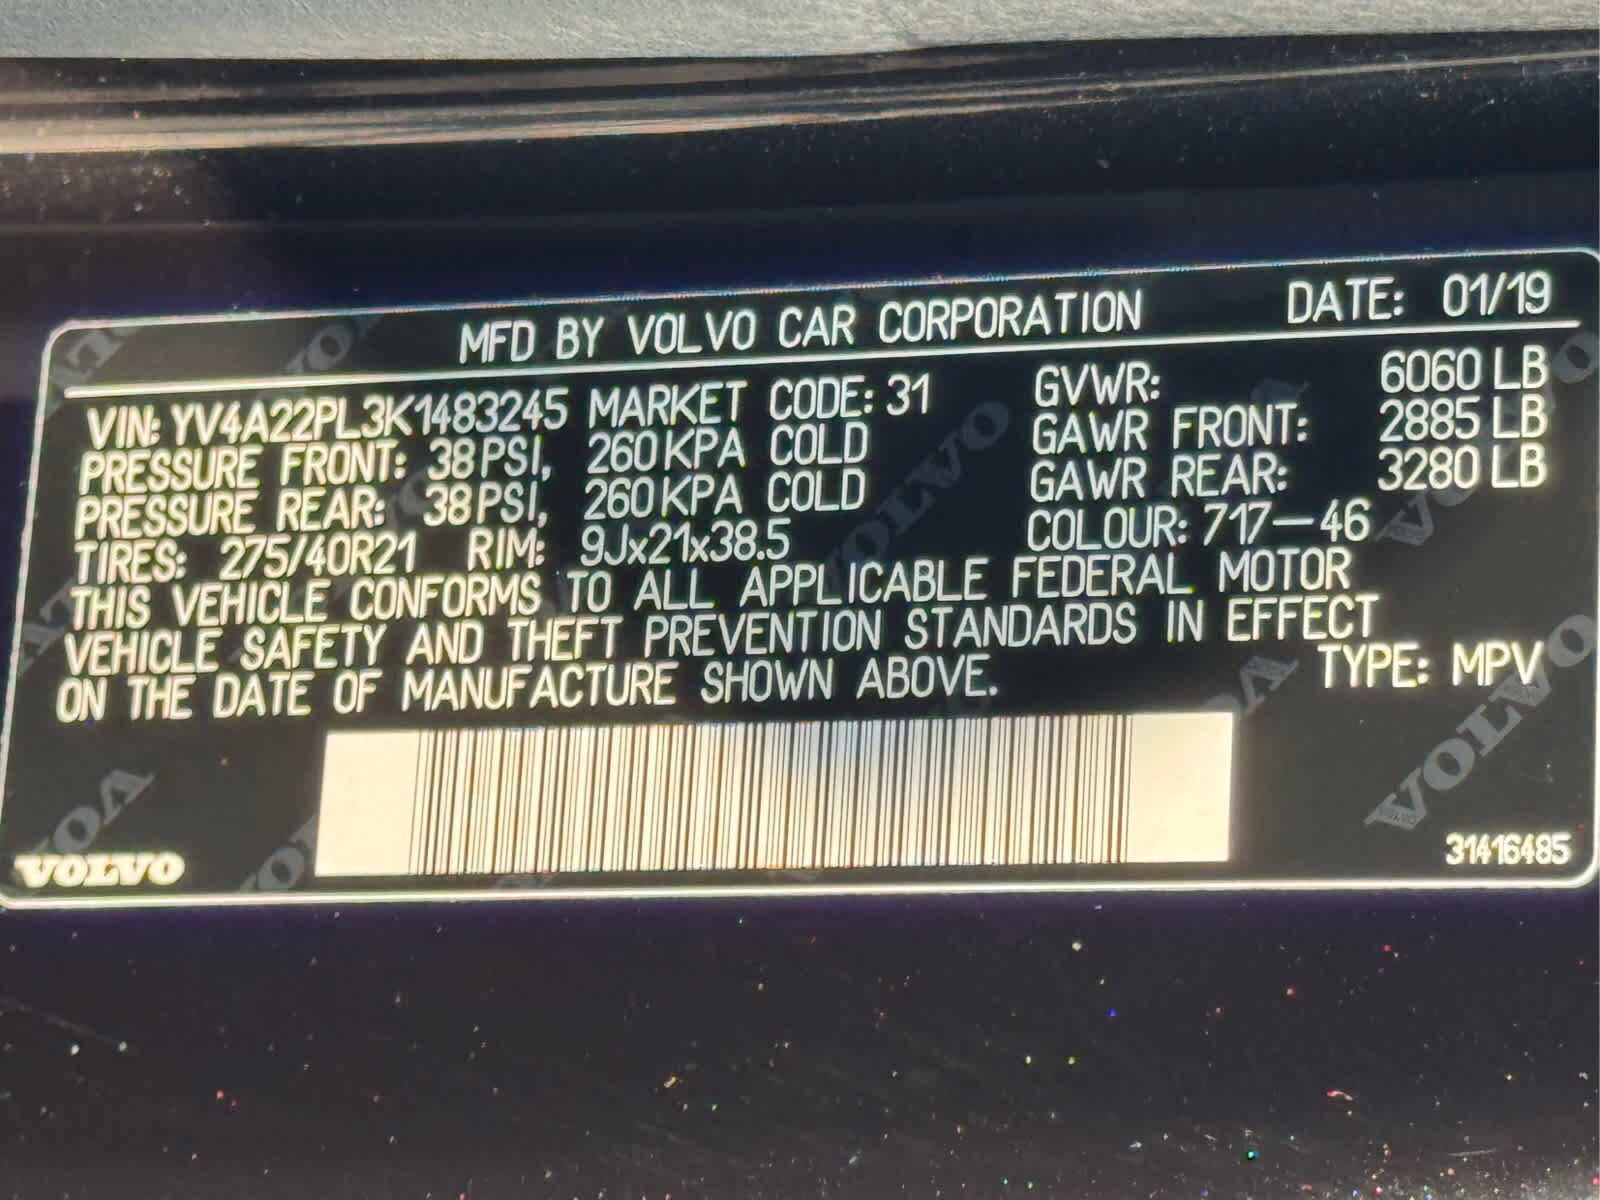 MFD BY VOLVO CAR CORPORATION DATE: 01/19
VIN: YV4A22PL3K1483245 MARKET CODE: 31 GVWR: 6060 LB
PRESSURE FRONT: 38 PSI, 260 KPA COLD GAWR FRONT: 2885 LB
PRESSURE REAR: 38 PSI, 260 KPA COLD GAWR REAR: 3280 LB
TIRES: 275/40R21 RIM: 9Jx21x38.5 COLOUR: 717-46
THIS VEHICLE CONFORMS TO ALL APPLICABLE FEDERAL MOTOR
VEHICLE SAFETY AND THEFT PREVENTION STANDARDS IN EFFECT
ON THE DATE OF MANUFACTURE SHOWN ABOVE. TYPE: MPV
VOLVO
31416485